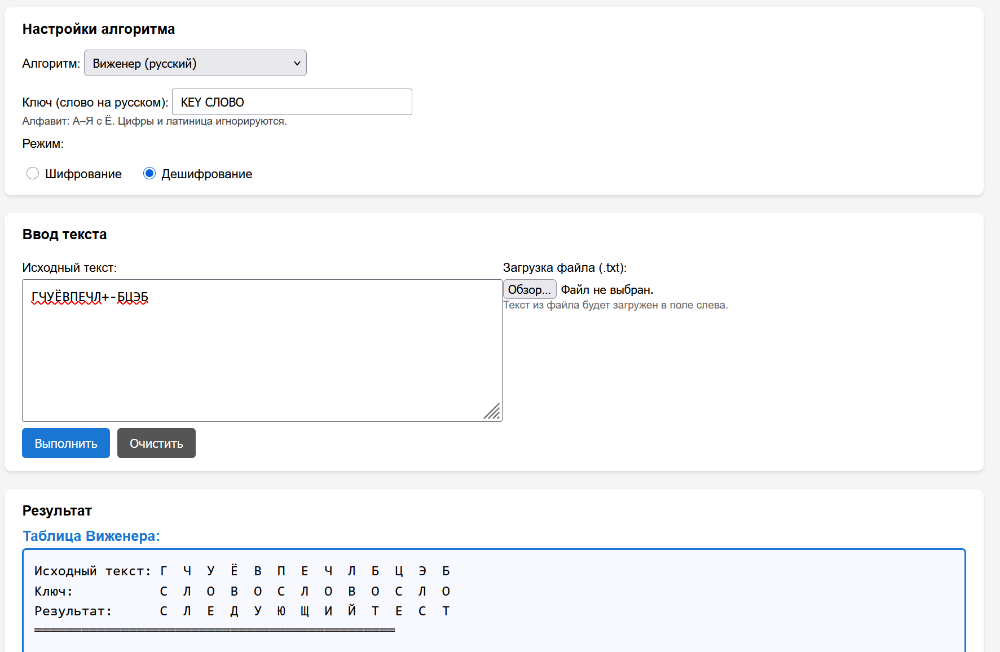 Настройки алгоритма
Алгоритм: Виженер (русский)
Ключ (слово на русском): KEY СЛОВО
Алфавит: А–Я с Ё. Цифры и латиница игнорируются.
Режим:
Шифрование Дешифрование
Ввод текста
Исходный текст:
Загрузка файла (.txt):
ГЧУЁВПЕЧЛ+-БЦЭБ
Обзор... Файл не выбран.
Текст из файла будет загружен в поле слева.
Выполнить Очистить
Результат
Таблица Виженера:
Исходный текст: Г Ч У Ё В П Е Ч Л Б Ц Э Б
Ключ: С Л О В О С Л О В О С Л О
Результат: С Л Е Д У Ю Щ И Й Т Е С Т